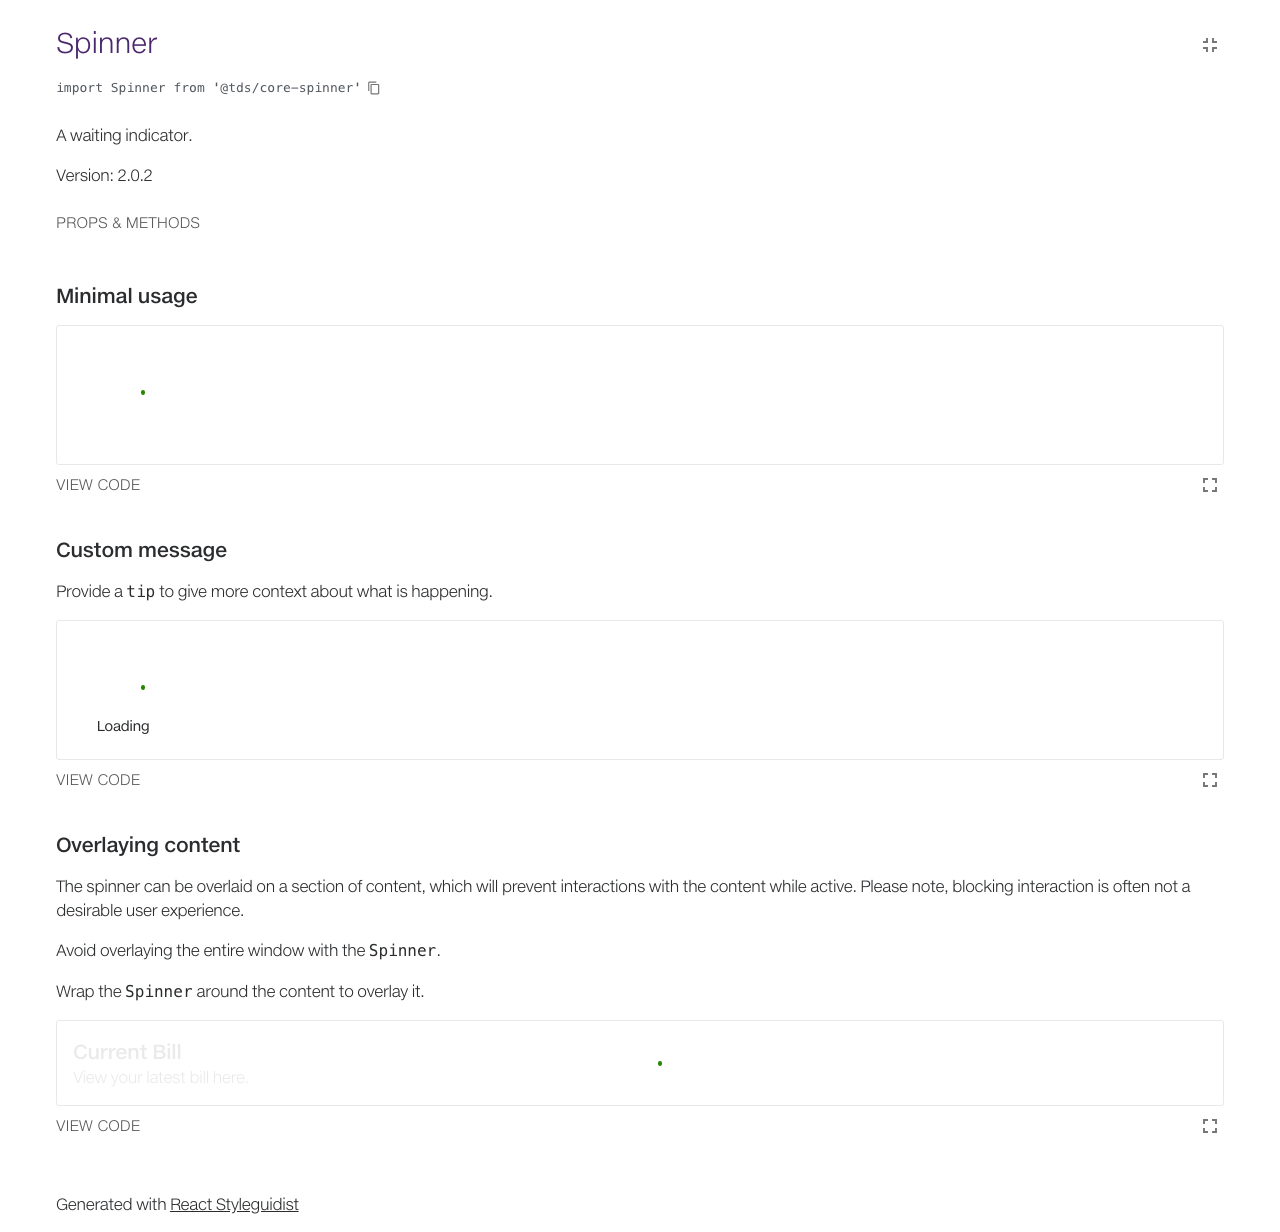 Spinner
import Spinner from '@tds/core-spinner'
A waiting indicator.
Version: 2.0.2
PROPS & METHODS
Minimal usage
VIEW CODE
Custom message
Provide a tip to give more context about what is happening.
Loading
VIEW CODE
Overlaying content
The spinner can be overlaid on a section of content, which will prevent interactions with the content while active. Please note, blocking interaction is often not a
desirable user experience.
Avoid overlaying the entire window with the Spinner.
Wrap the Spinner around the content to overlay it.
Current Bill
View your latest bill here.
VIEW CODE
Generated with React Styleguidist